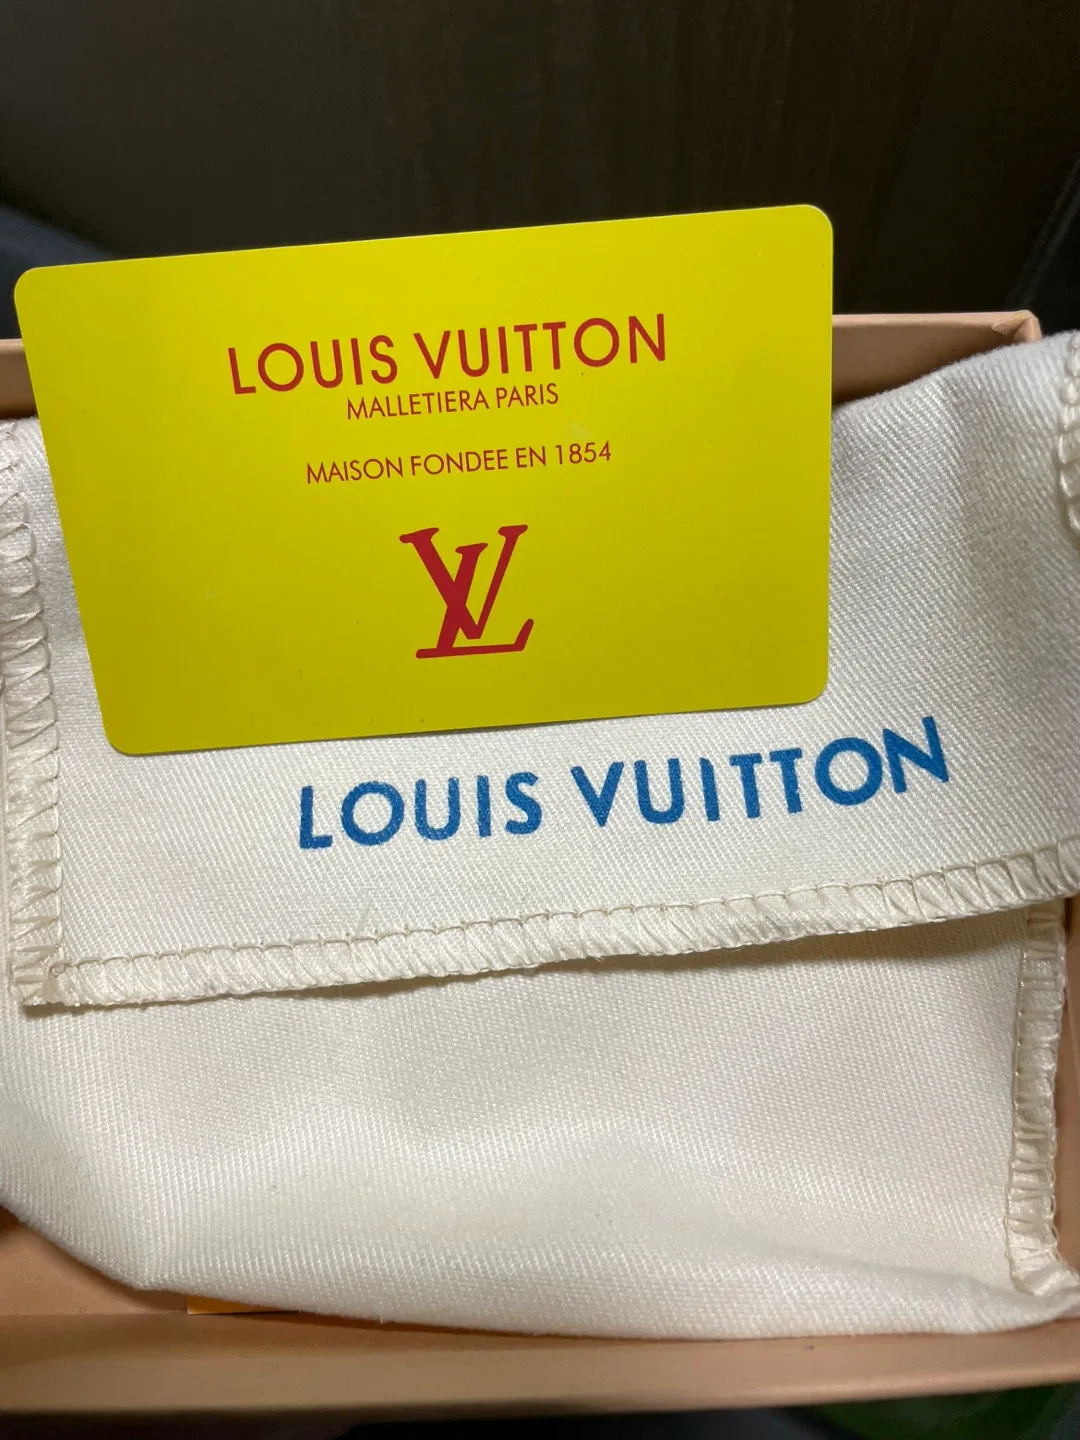 LOUIS VUITTON
MALLETIERA PARIS
MAISON FONDEE EN 1854
LV
LOUIS VUITTON